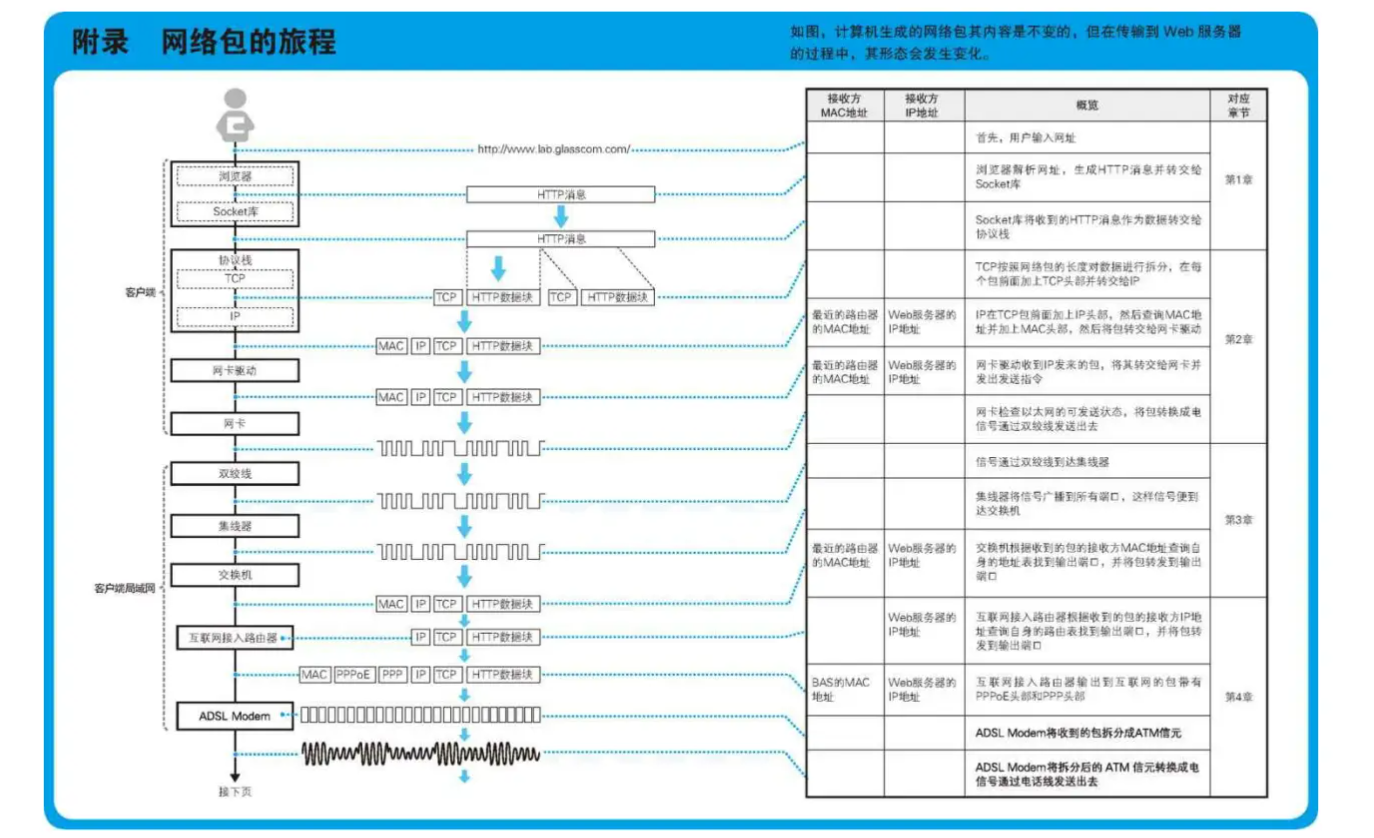 附录 网络包的旅程
如图，计算机生成的网络包其内容是不变的，但在传输到 Web 服务器
的过程中，其形态会发生变化。
http://www.lab.glasscom.com/
客户端
浏览器
HTTP消息
Socket库
HTTP消息
协议栈
TCP
TCP HTTP数据块 TCP HTTP数据块
IP
MAC IP TCP HTTP数据块
网卡驱动
MAC IP TCP HTTP数据块
网卡
客户端局域网
双绞线
集线器
交换机
MAC IP TCP HTTP数据块
互联网接入路由器
IP TCP HTTP数据块
MAC PPPoE PPP IP TCP HTTP数据块
ADSL Modem
接下页
接收方
MAC地址
接收方
IP地址
概览
对应
章节
首先，用户输入网址
浏览器解析网址，生成HTTP消息并转交给
Socket库
第1章
Socket库将收到的HTTP消息作为数据转交给
协议栈
TCP按照网络包的长度对数据进行拆分，在每
个包前面加上TCP头部并转交给IP
最近的路由器
的MAC地址
Web服务器的
IP地址
IP在TCP包前面加上IP头部，然后查询MAC地
址并加上MAC头部，然后将包转交给网卡驱动
第2章
最近的路由器
的MAC地址
Web服务器的
IP地址
网卡驱动收到IP发来的包，将其转交给网卡并
发出发送指令
网卡检查以太网的可发送状态，将包转换成电
信号通过双绞线发送出去
信号通过双绞线到达集线器
集线器将信号广播到所有端口，这样信号便到
达交换机
第3章
最近的路由器
的MAC地址
Web服务器的
IP地址
交换机根据收到的包的接收方MAC地址查询自
身的地址表找到输出端口，并将包转发到输出
端口
Web服务器的
IP地址
互联网接入路由器根据收到的包的接收方IP地
址查询自身的路由表找到输出端口，并将包转
发到输出端口
BAS的MAC
地址
Web服务器的
IP地址
互联网接入路由器输出到互联网的包带有
PPPoE头部和PPP头部
第4章
ADSL Modem将收到的包拆分成ATM信元
ADSL Modem将拆分后的 ATM 信元转换成电
信号通过电话线发送出去